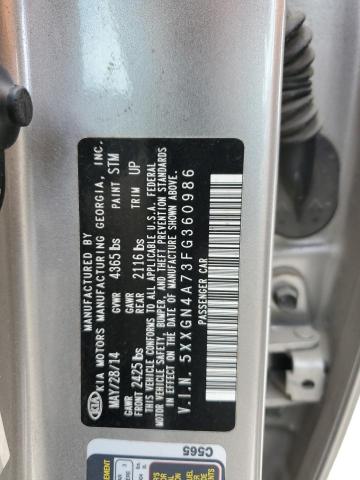 MANUFACTURED BY
KIA MOTORS MANUFACTURING GEORGIA, INC.
MAY/28/14 GVWR 4365 lbs PAINT STM
GAWR FRONT 2425 lbs GAWR REAR 2116 lbs TRIM UP
THIS VEHICLE CONFORMS TO ALL APPLICABLE U.S.A. FEDERAL
MOTOR VEHICLE SAFETY, BUMPER, AND THEFT PREVENTION STANDARDS
IN EFFECT ON THE DATE OF MANUFACTURE SHOWN ABOVE.
V.I.N. 5XXGN4A73FG360986
PASSENGER CAR
KIA
C565